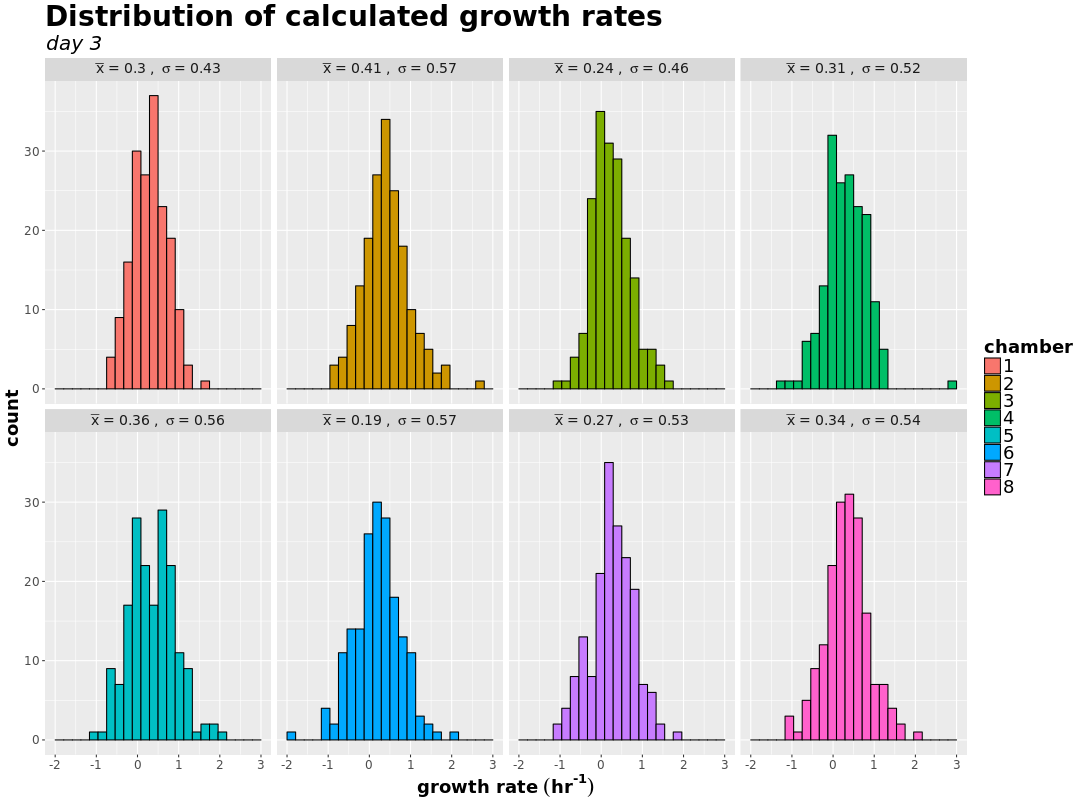 Distribution of calculated growth rates
day 3
x̅ = 0.3 , σ = 0.43
x̅ = 0.41 , σ = 0.57
x̅ = 0.24 , σ = 0.46
x̅ = 0.31 , σ = 0.52
30
20
10
0
chamber
1
2
3
4
5
6
7
8
count
x̅ = 0.36 , σ = 0.56
x̅ = 0.19 , σ = 0.57
x̅ = 0.27 , σ = 0.53
x̅ = 0.34 , σ = 0.54
30
20
10
0
-2 -1 0 1 2 3 -2 -1 0 1 2 3 -2 -1 0 1 2 3 -2 -1 0 1 2 3
growth rate (hr⁻¹)